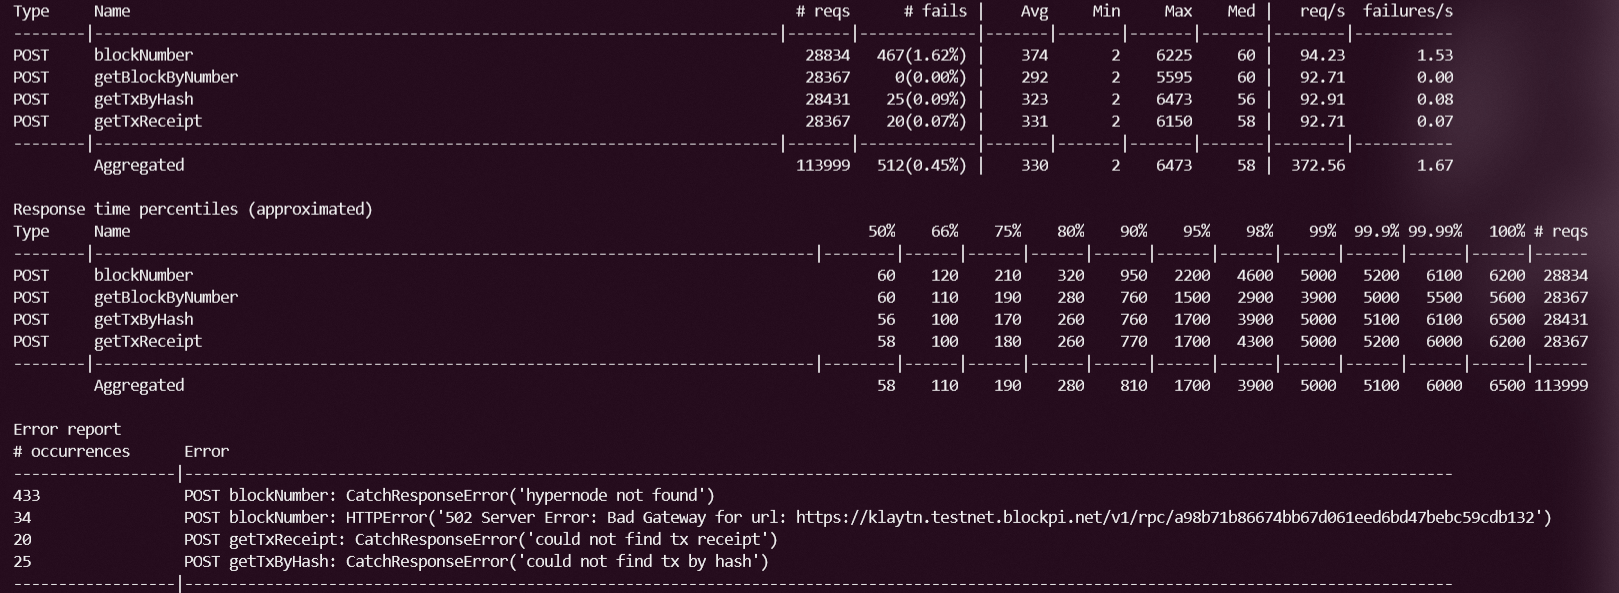 Type     Name     # reqs     # fails |     Avg     Min     Max     Med |     req/s     failures/s
--------|----------------------------------------------------------------------------|-------|-------------|-------|-------|-------|-------|--------|-----------
POST     blockNumber     28834     467(1.62%) |     374     2     6225     60 |     94.23     1.53
POST     getBlockByNumber     28367     0(0.00%) |     292     2     5595     60 |     92.71     0.00
POST     getTxByHash     28431     25(0.09%) |     323     2     6473     56 |     92.91     0.08
POST     getTxReceipt     28367     20(0.07%) |     331     2     6150     58 |     92.71     0.07
--------|----------------------------------------------------------------------------|-------|-------------|-------|-------|-------|-------|--------|-----------
Aggregated     113999     512(0.45%) |     330     2     6473     58 |     372.56     1.67
Response time percentiles (approximated)
Type     Name     50%     66%     75%     80%     90%     95%     98%     99%     99.9%     99.99%     100%     # reqs
--------|--------------------------------------------------------------------------------|--------|------|------|------|------|------|------|------|------|------|------|------
POST     blockNumber     60     120     210     320     950     2200     4600     5000     5200     6100     6200     28834
POST     getBlockByNumber     60     110     190     280     760     1500     2900     3900     5000     5500     5600     28367
POST     getTxByHash     56     100     170     260     760     1700     3900     5000     5100     6100     6500     28431
POST     getTxReceipt     58     100     180     260     770     1700     4300     5000     5200     6000     6200     28367
--------|--------------------------------------------------------------------------------|--------|------|------|------|------|------|------|------|------|------|------|------
Aggregated     58     110     190     280     810     1700     3900     5000     5100     6000     6500     113999
Error report
# occurrences     Error
------------------|---------------------------------------------------------------------------------------------------------------------------------------------
433     POST blockNumber: CatchResponseError('hypernode not found')
34     POST blockNumber: HTTPError('502 Server Error: Bad Gateway for url: https://klaytn.testnet.blockpi.net/v1/rpc/a98b71b86674bb67d061eed6bd47bebc59cdb132')
20     POST getTxReceipt: CatchResponseError('could not find tx receipt')
25     POST getTxByHash: CatchResponseError('could not find tx by hash')
------------------|---------------------------------------------------------------------------------------------------------------------------------------------